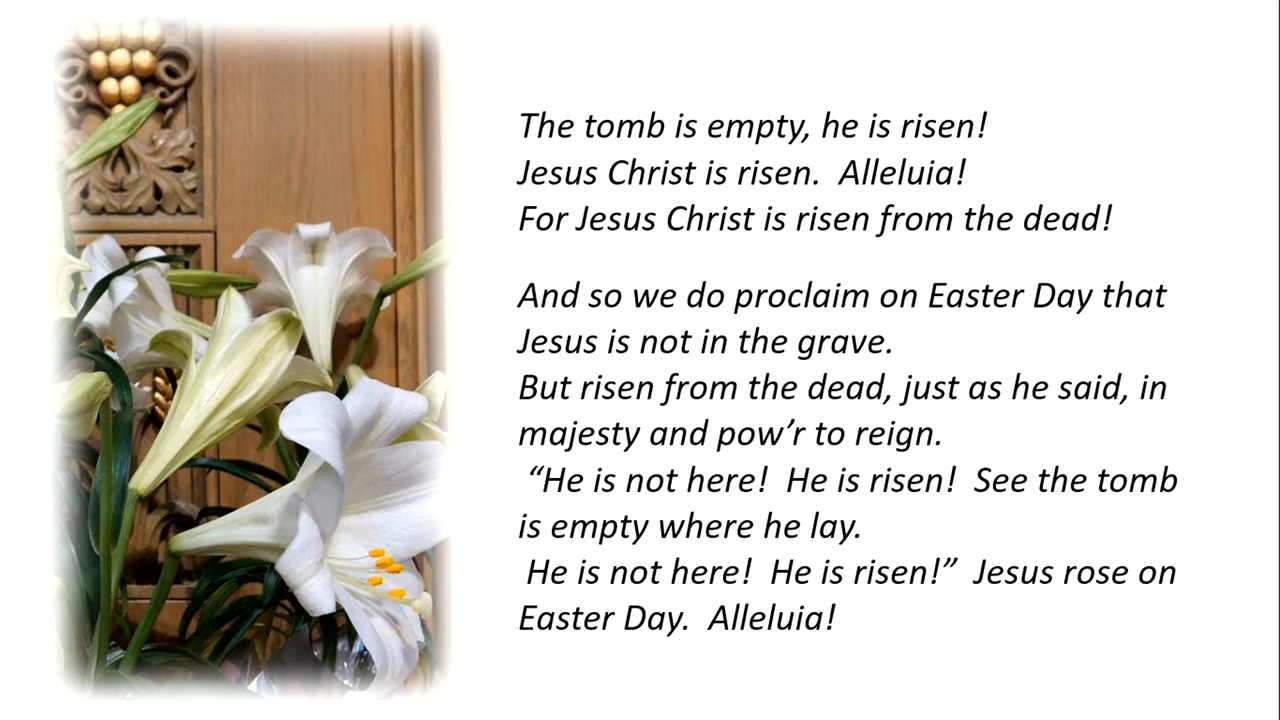 The tomb is empty, he is risen!
Jesus Christ is risen.  Alleluia!
For Jesus Christ is risen from the dead!
And so we do proclaim on Easter Day that
Jesus is not in the grave.
But risen from the dead, just as he said, in
majesty and pow’r to reign.
“He is not here!  He is risen!  See the tomb
is empty where he lay.
He is not here!  He is risen!”  Jesus rose on
Easter Day.  Alleluia!